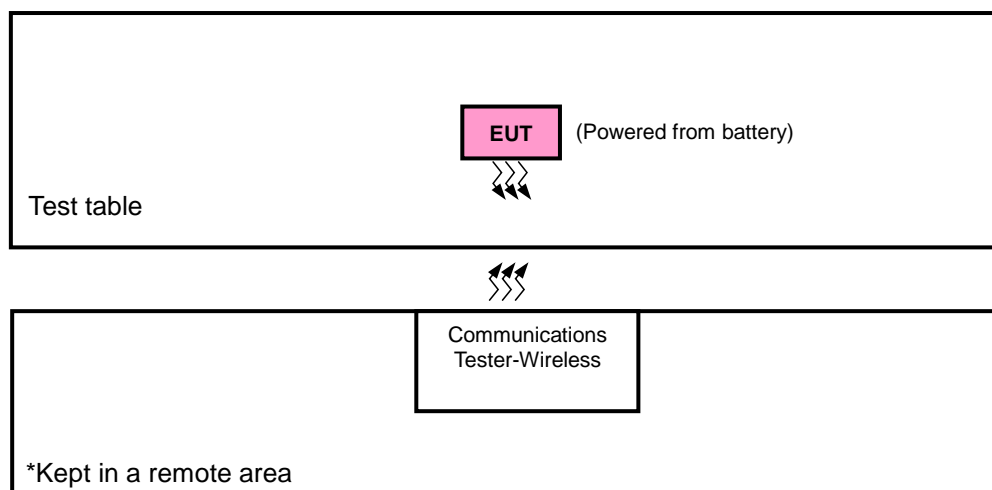 EUT
(Powered from battery)
Test table
Communications
Tester-Wireless
*Kept in a remote area